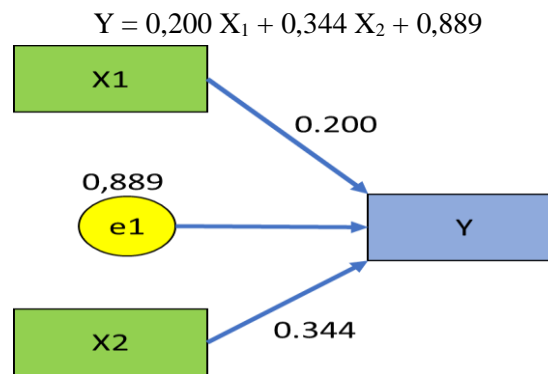 Y = 0,200 X₁ + 0,344 X₂ + 0,889
X1
0.200
0,889
e1
Y
0.344
X2